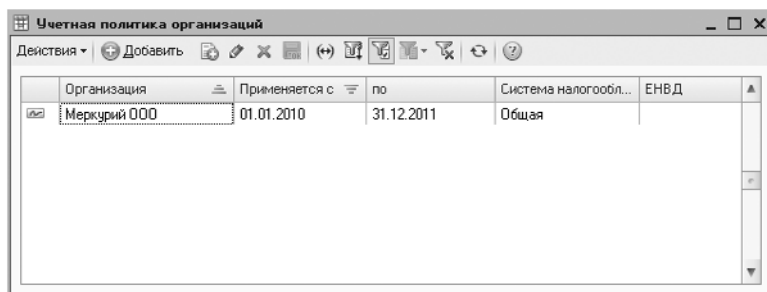 Учетная политика организаций
Действия Добавить
Организация Применяется с по Система налогообл... ЕНВД
Меркурий ООО 01.01.2010 31.12.2011 Общая